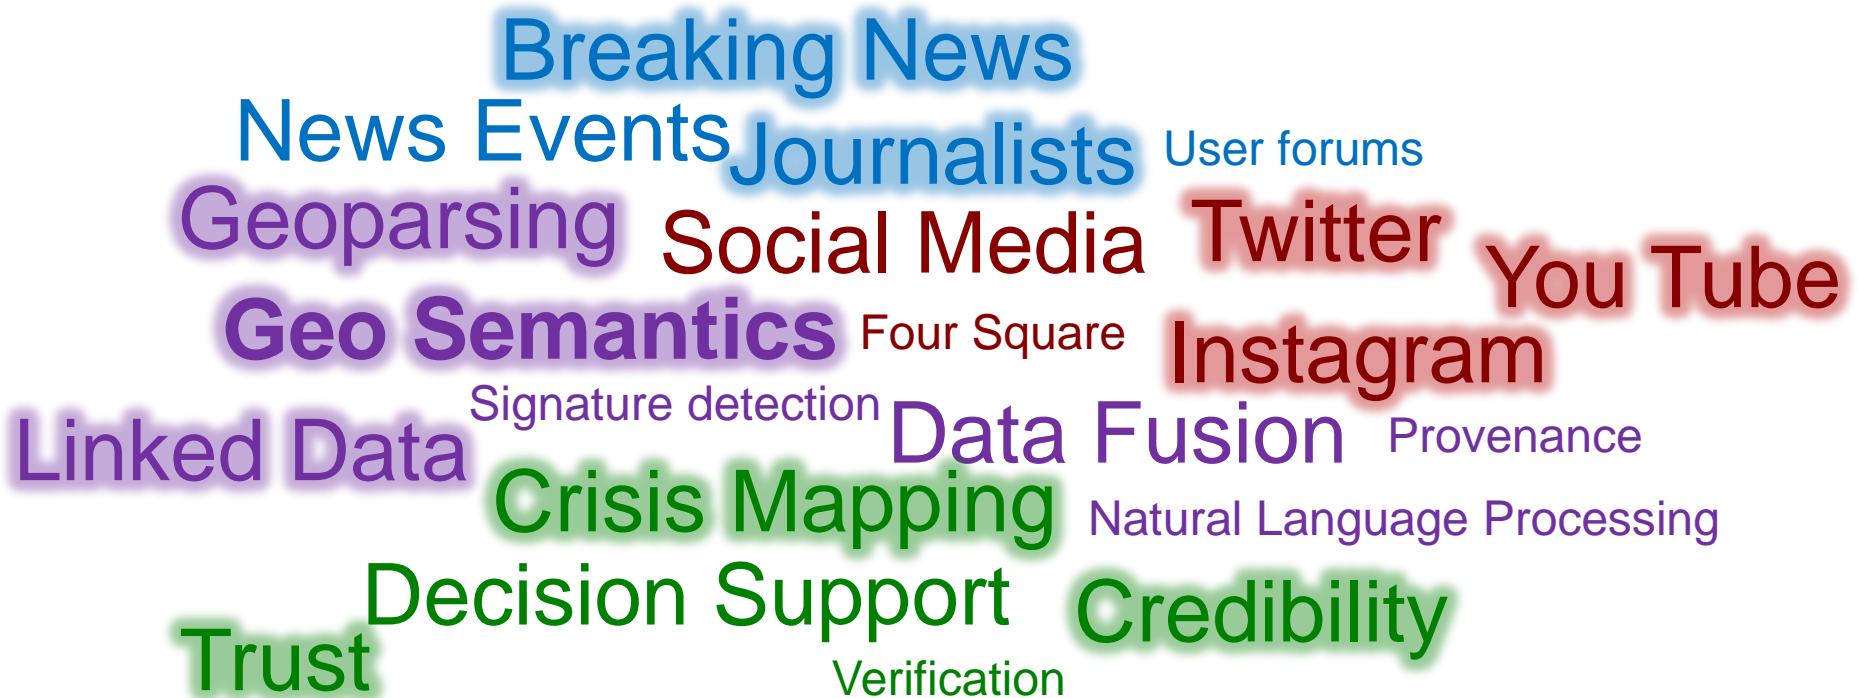 Breaking News
News Events
Journalists
User forums
Geoparsing
Social Media
Twitter
You Tube
Geo Semantics
Four Square
Instagram
Signature detection
Linked Data
Data Fusion
Provenance
Crisis Mapping
Natural Language Processing
Decision Support
Credibility
Trust
Verification